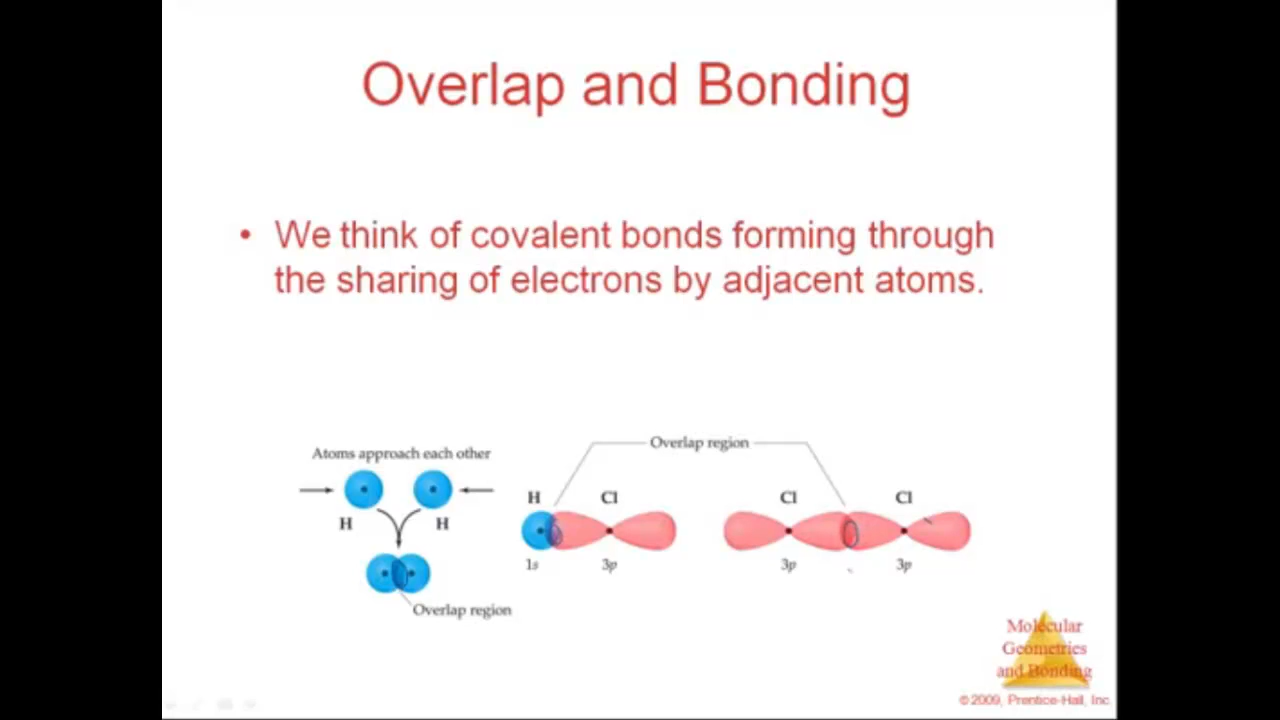 Overlap and Bonding
• We think of covalent bonds forming through
the sharing of electrons by adjacent atoms.
Atoms approach each other
H H
Overlap region
Overlap region
H Cl Cl Cl
1s 3p 3p 3p
Molecular
Geometries
and Bonding
© 2009, Prentice-Hall, Inc.